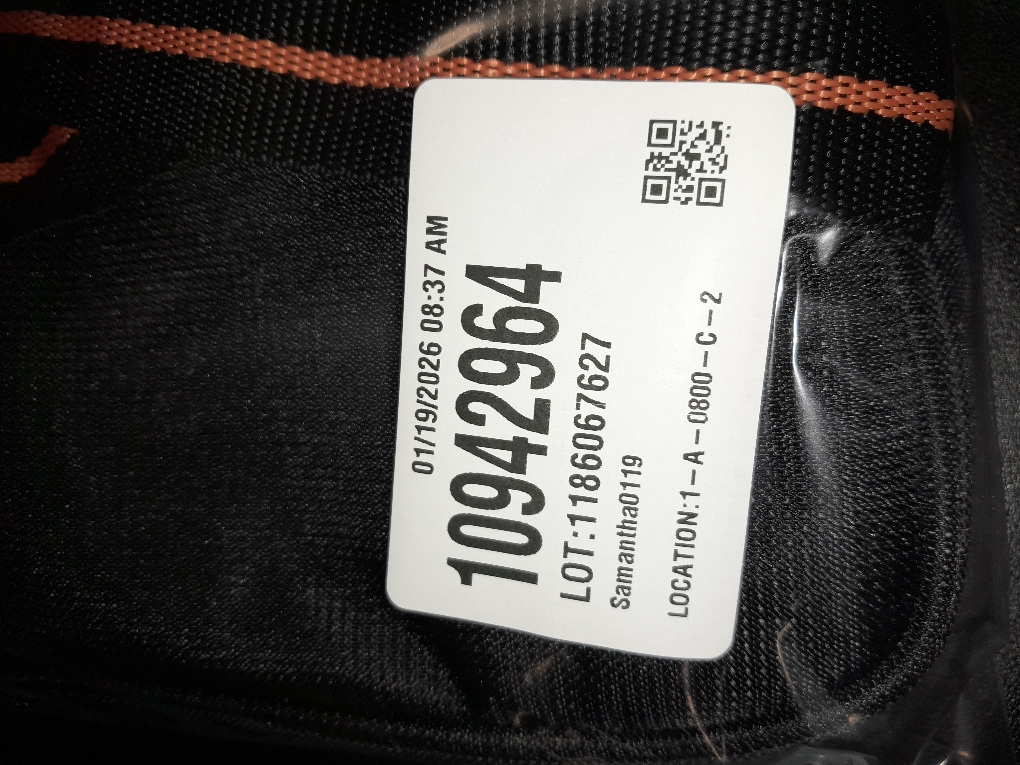 01/19/2026 08:37 AM
10942964
LOT:1186067627
Samantha0119
LOCATION:1-A-0800-C-2